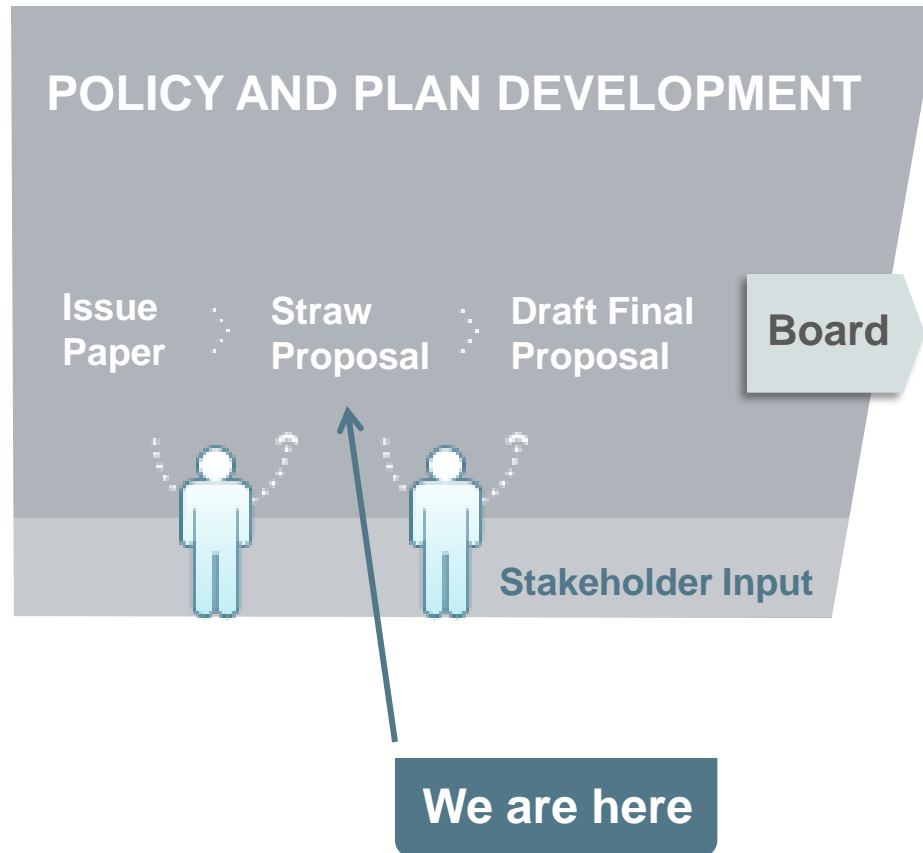 POLICY AND PLAN DEVELOPMENT
Issue
Paper
Straw
Proposal
Draft Final
Proposal
Board
Stakeholder Input
We are here